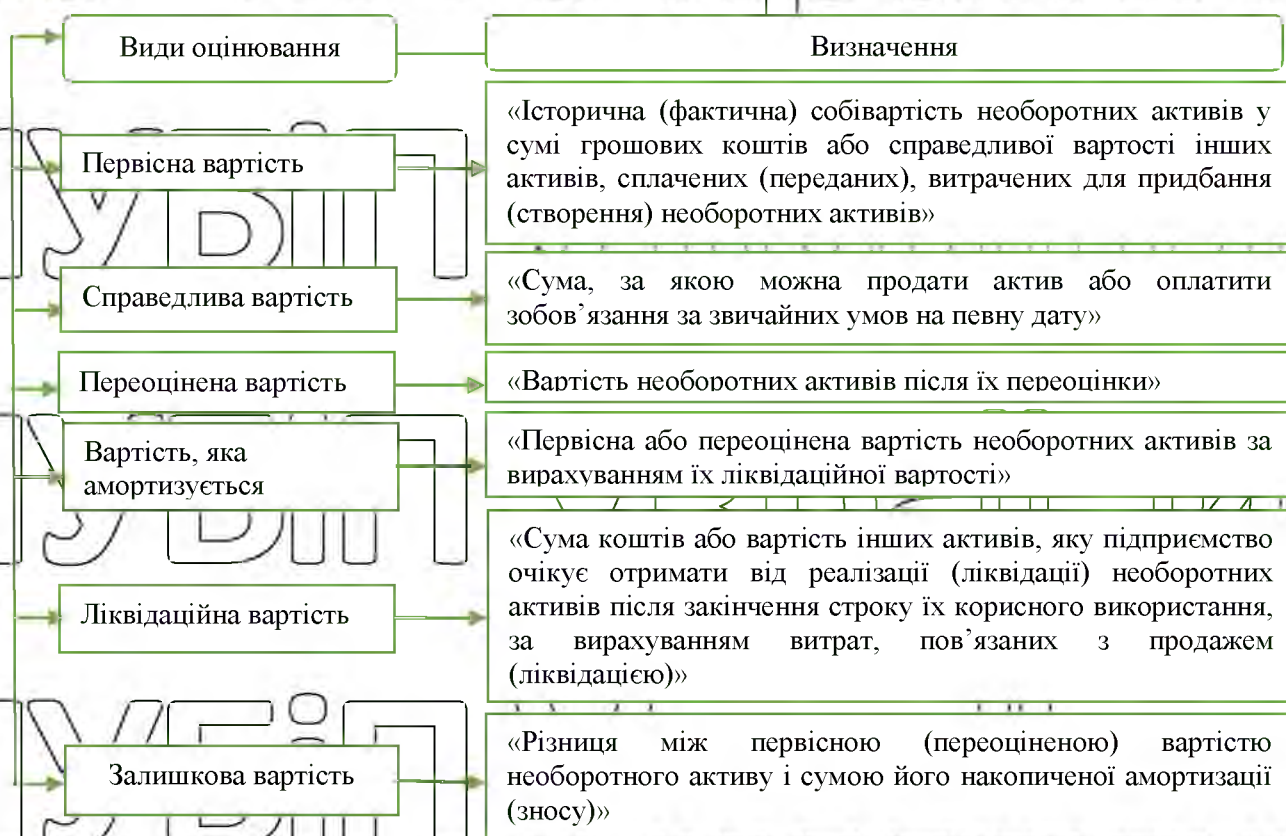 Види оцінювання
Визначення
Первісна вартість
«Історична (фактична) собівартість необоротних активів у
сумі грошових коштів або справедливої вартості інших
активів, сплачених (переданих), витрачених для придбання
(створення) необоротних активів»
Справедлива вартість
«Сума, за якою можна продати актив або оплатити
зобов’язання за звичайних умов на певну дату»
Переоцінена вартість
«Вартість необоротних активів після їх переоцінки»
Вартість, яка
амортизується
«Первісна або переоцінена вартість необоротних активів за
вирахуванням їх ліквідаційної вартості»
Ліквідаційна вартість
«Сума коштів або вартість інших активів, яку підприємство
очікує отримати від реалізації (ліквідації) необоротних
активів після закінчення строку їх корисного використання,
за вирахуванням витрат, пов’язаних з продажем
(ліквідацією)»
Залишкова вартість
«Різниця між первісною (переоціненою) вартістю
необоротного активу і сумою його накопиченої амортизації
(зносу)»